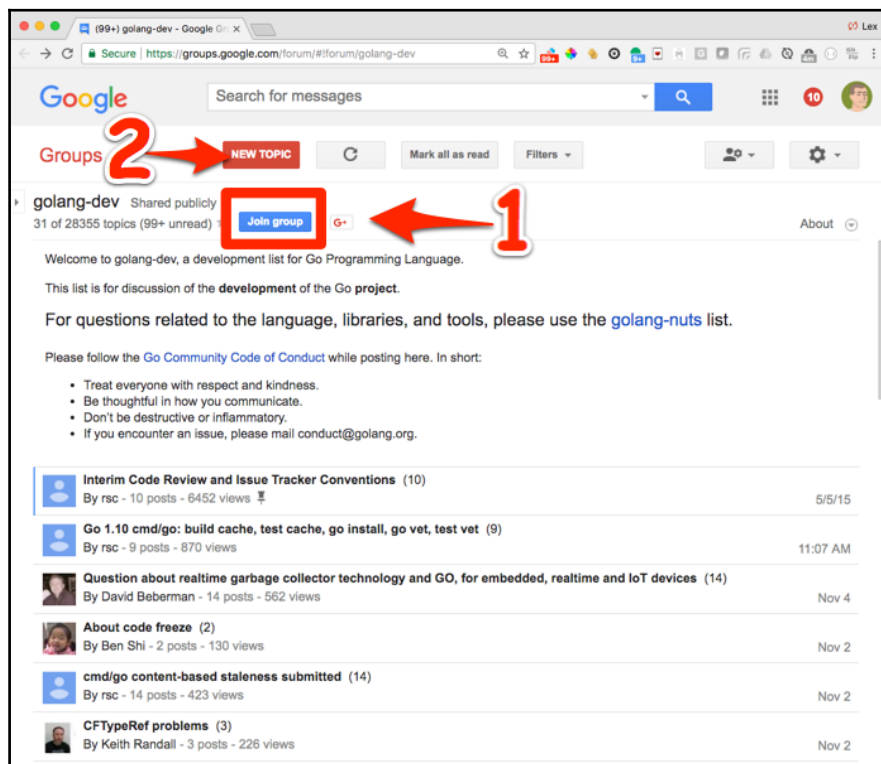 (99+) golang-dev - Google Gr
Lex
Secure | https://groups.google.com/forum/#!forum/golang-dev
99+
9+
Google
Search for messages
10
Groups
2
NEW TOPIC
Mark all as read
Filters
golang-dev Shared publicly
31 of 28355 topics (99+ unread)
Join group
G+
1
About
Welcome to golang-dev, a development list for Go Programming Language.
This list is for discussion of the development of the Go project.
For questions related to the language, libraries, and tools, please use the golang-nuts list.
Please follow the Go Community Code of Conduct while posting here. In short:
• Treat everyone with respect and kindness.
• Be thoughtful in how you communicate.
• Don't be destructive or inflammatory.
• If you encounter an issue, please mail conduct@golang.org.
Interim Code Review and Issue Tracker Conventions (10)
By rsc - 10 posts - 6452 views
5/5/15
Go 1.10 cmd/go: build cache, test cache, go install, go vet, test vet (9)
By rsc - 9 posts - 870 views
11:07 AM
Question about realtime garbage collector technology and GO, for embedded, realtime and IoT devices (14)
By David Beberman - 14 posts - 562 views
Nov 4
About code freeze (2)
By Ben Shi - 2 posts - 130 views
Nov 2
cmd/go content-based staleness submitted (14)
By rsc - 14 posts - 423 views
Nov 2
CFTypeRef problems (3)
By Keith Randall - 3 posts - 226 views
Nov 2